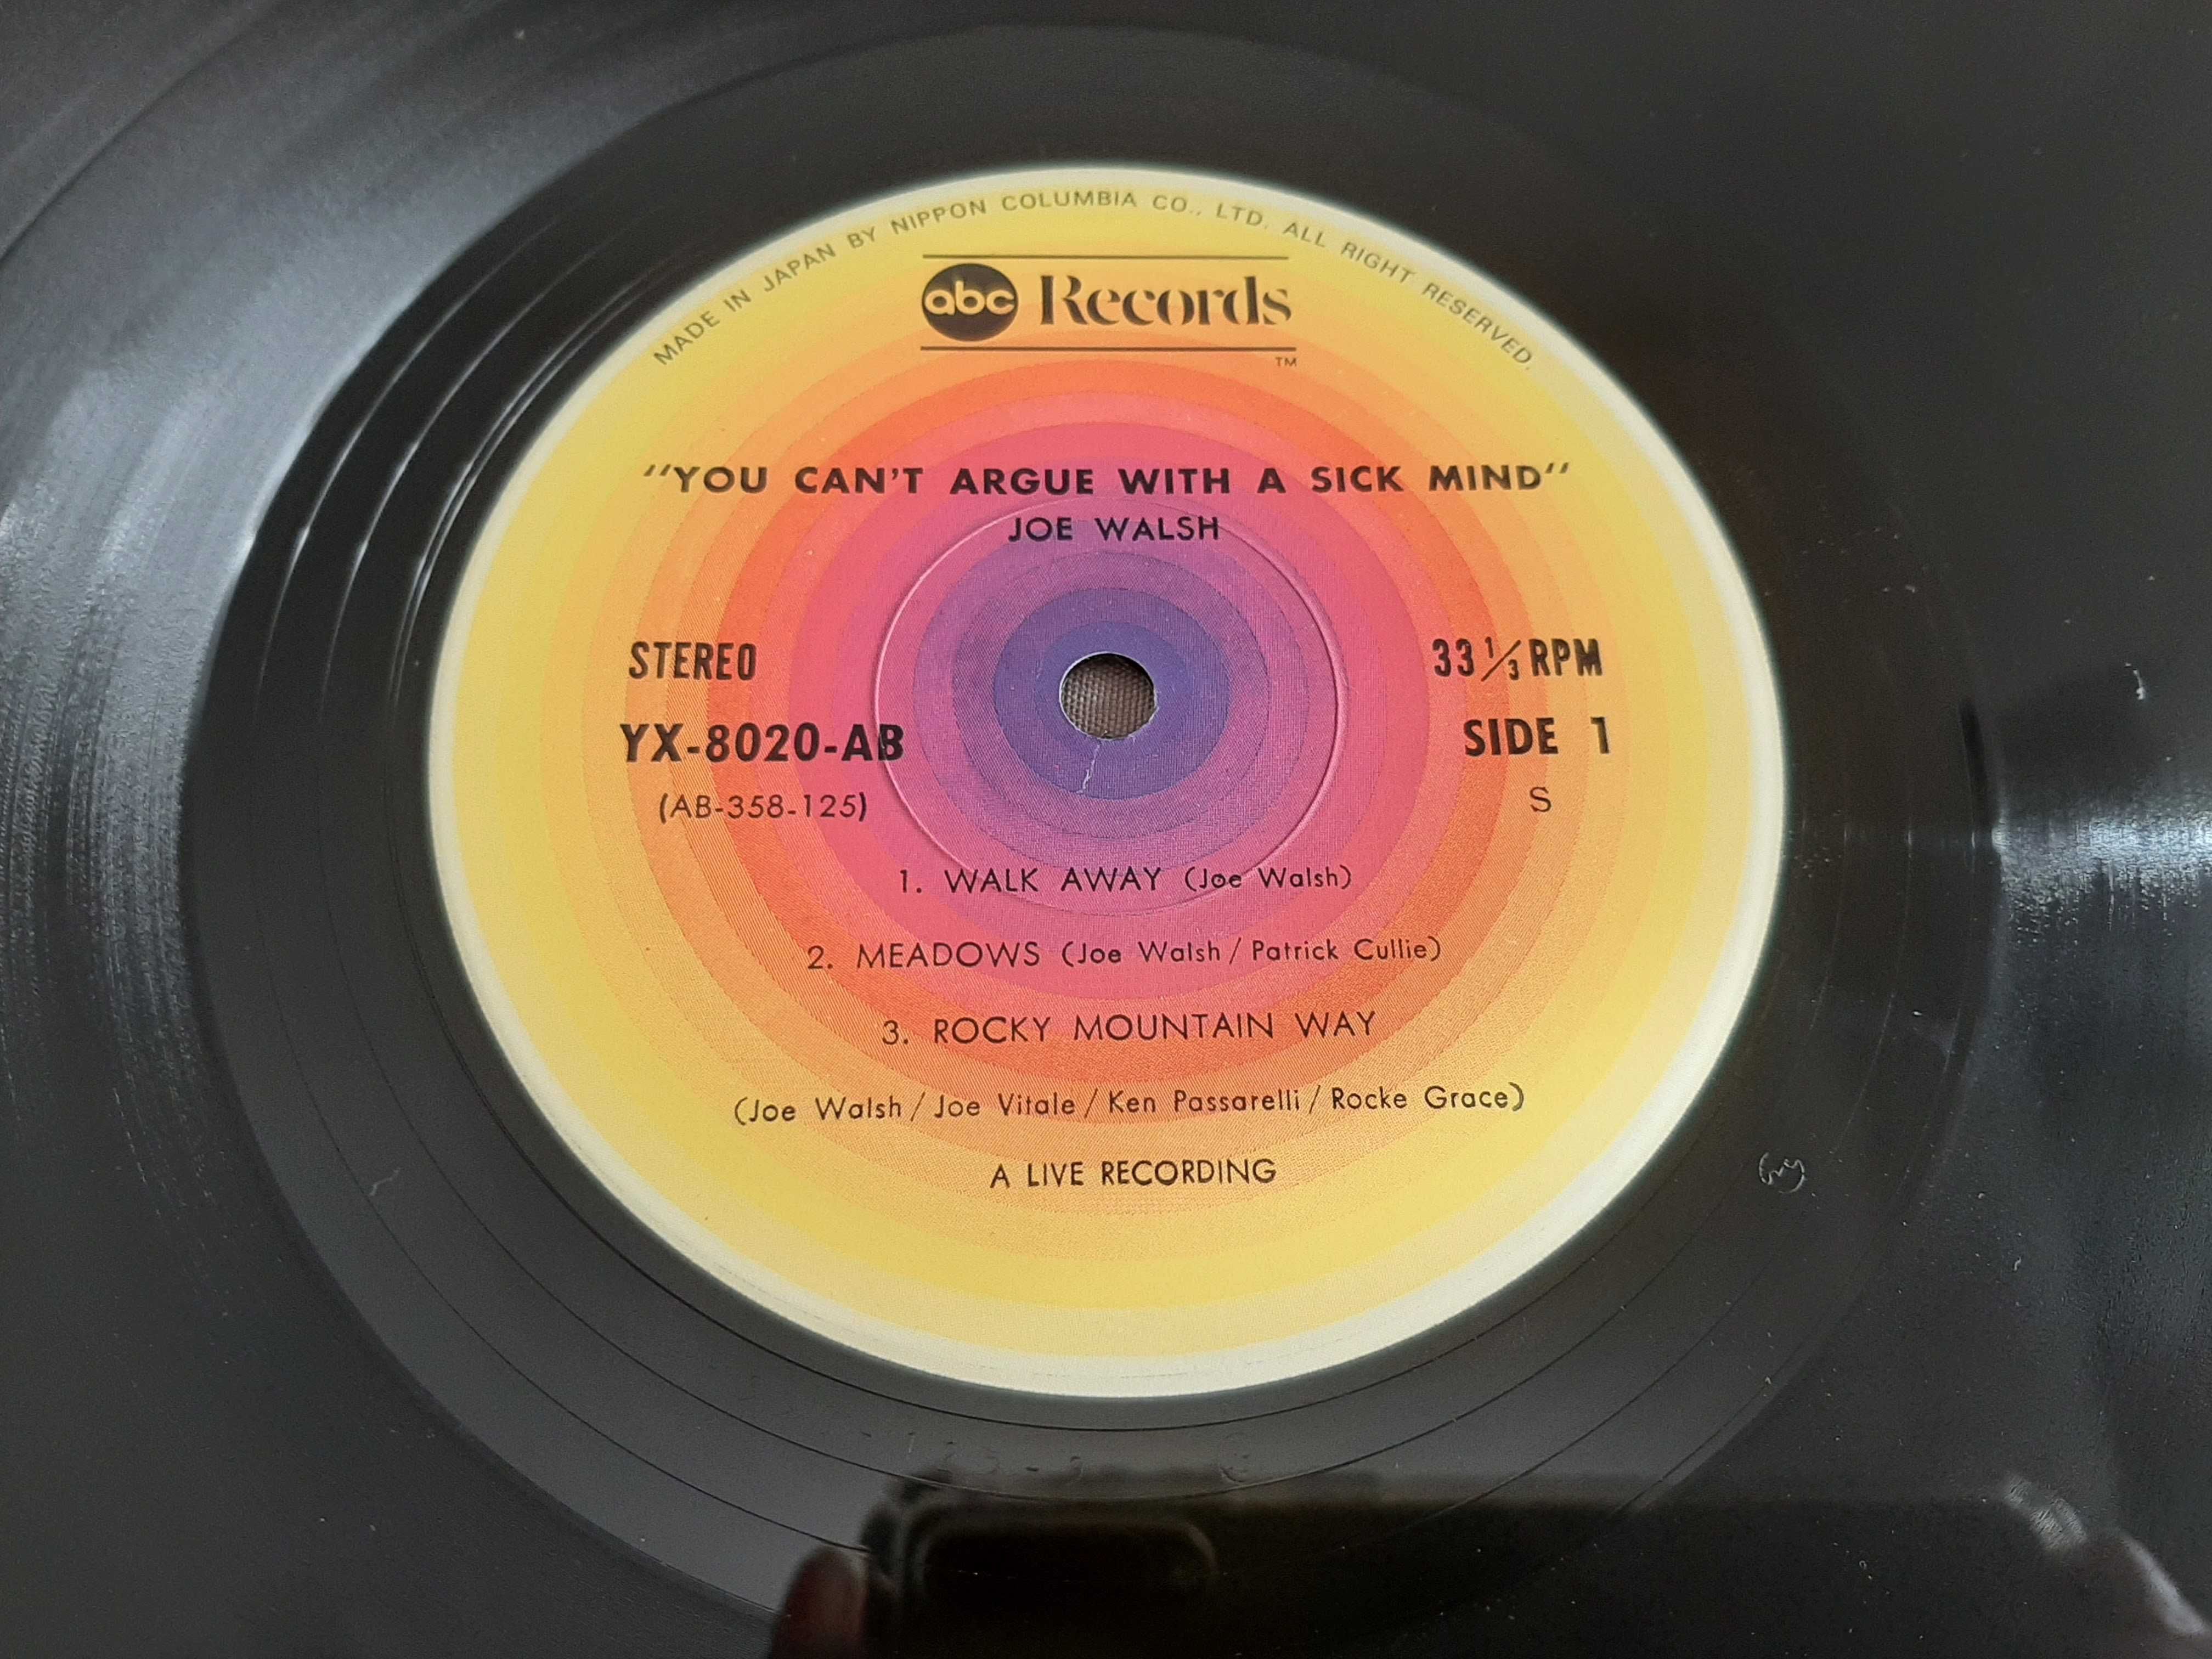 MADE IN JAPAN BY NIPPON COLUMBIA CO., LTD. ALL RIGHT RESERVED.
abc Records
TM
"YOU CAN'T ARGUE WITH A SICK MIND"
JOE WALSH
STEREO
33⅓ RPM
YX-8020-AB
SIDE 1
(AB-358-125)
S
1. WALK AWAY (Joe Walsh)
2. MEADOWS (Joe Walsh / Patrick Cullie)
3. ROCKY MOUNTAIN WAY
(Joe Walsh / Joe Vitale / Ken Passarelli / Rocke Grace)
A LIVE RECORDING